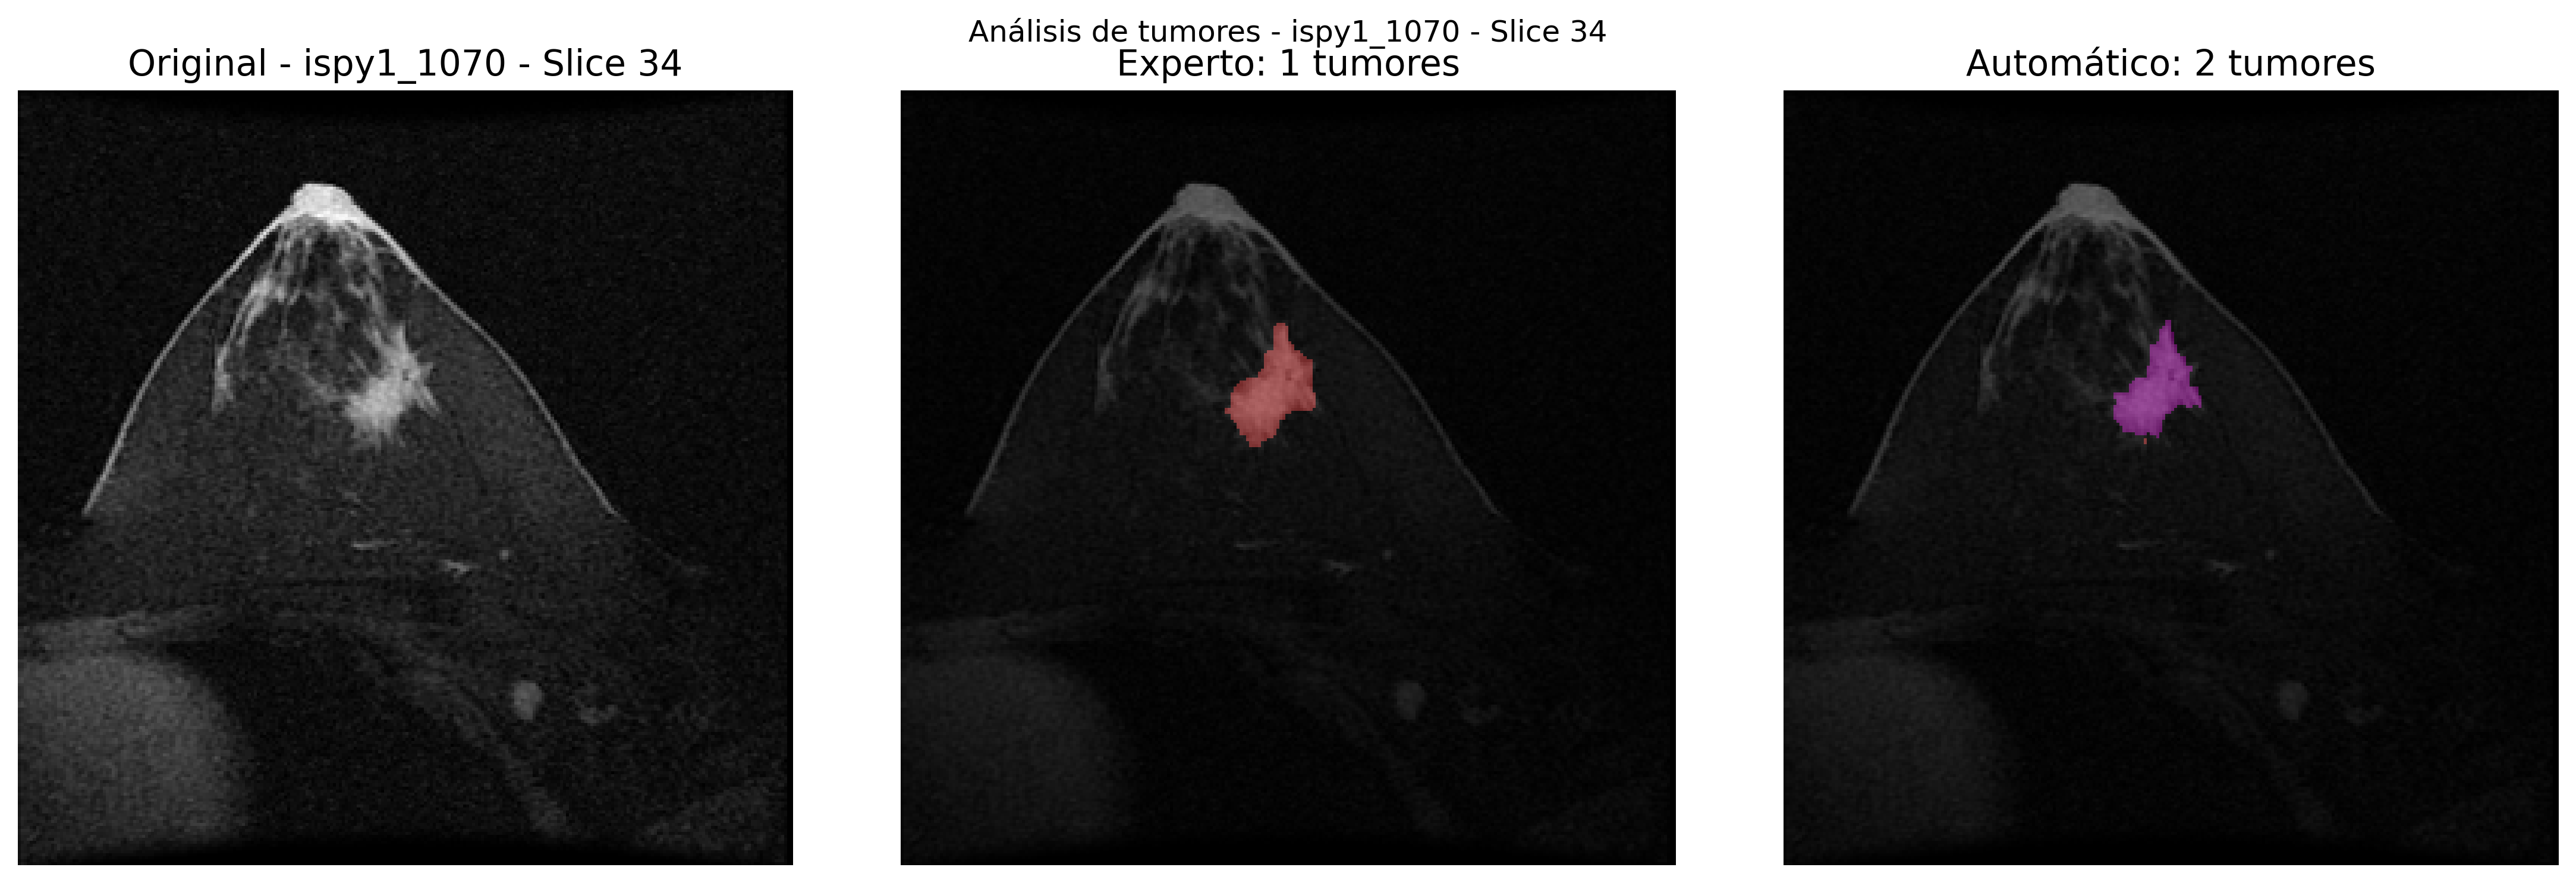 Análisis de tumores - ispy1_1070 - Slice 34
Original - ispy1_1070 - Slice 34
Experto: 1 tumores
Automático: 2 tumores